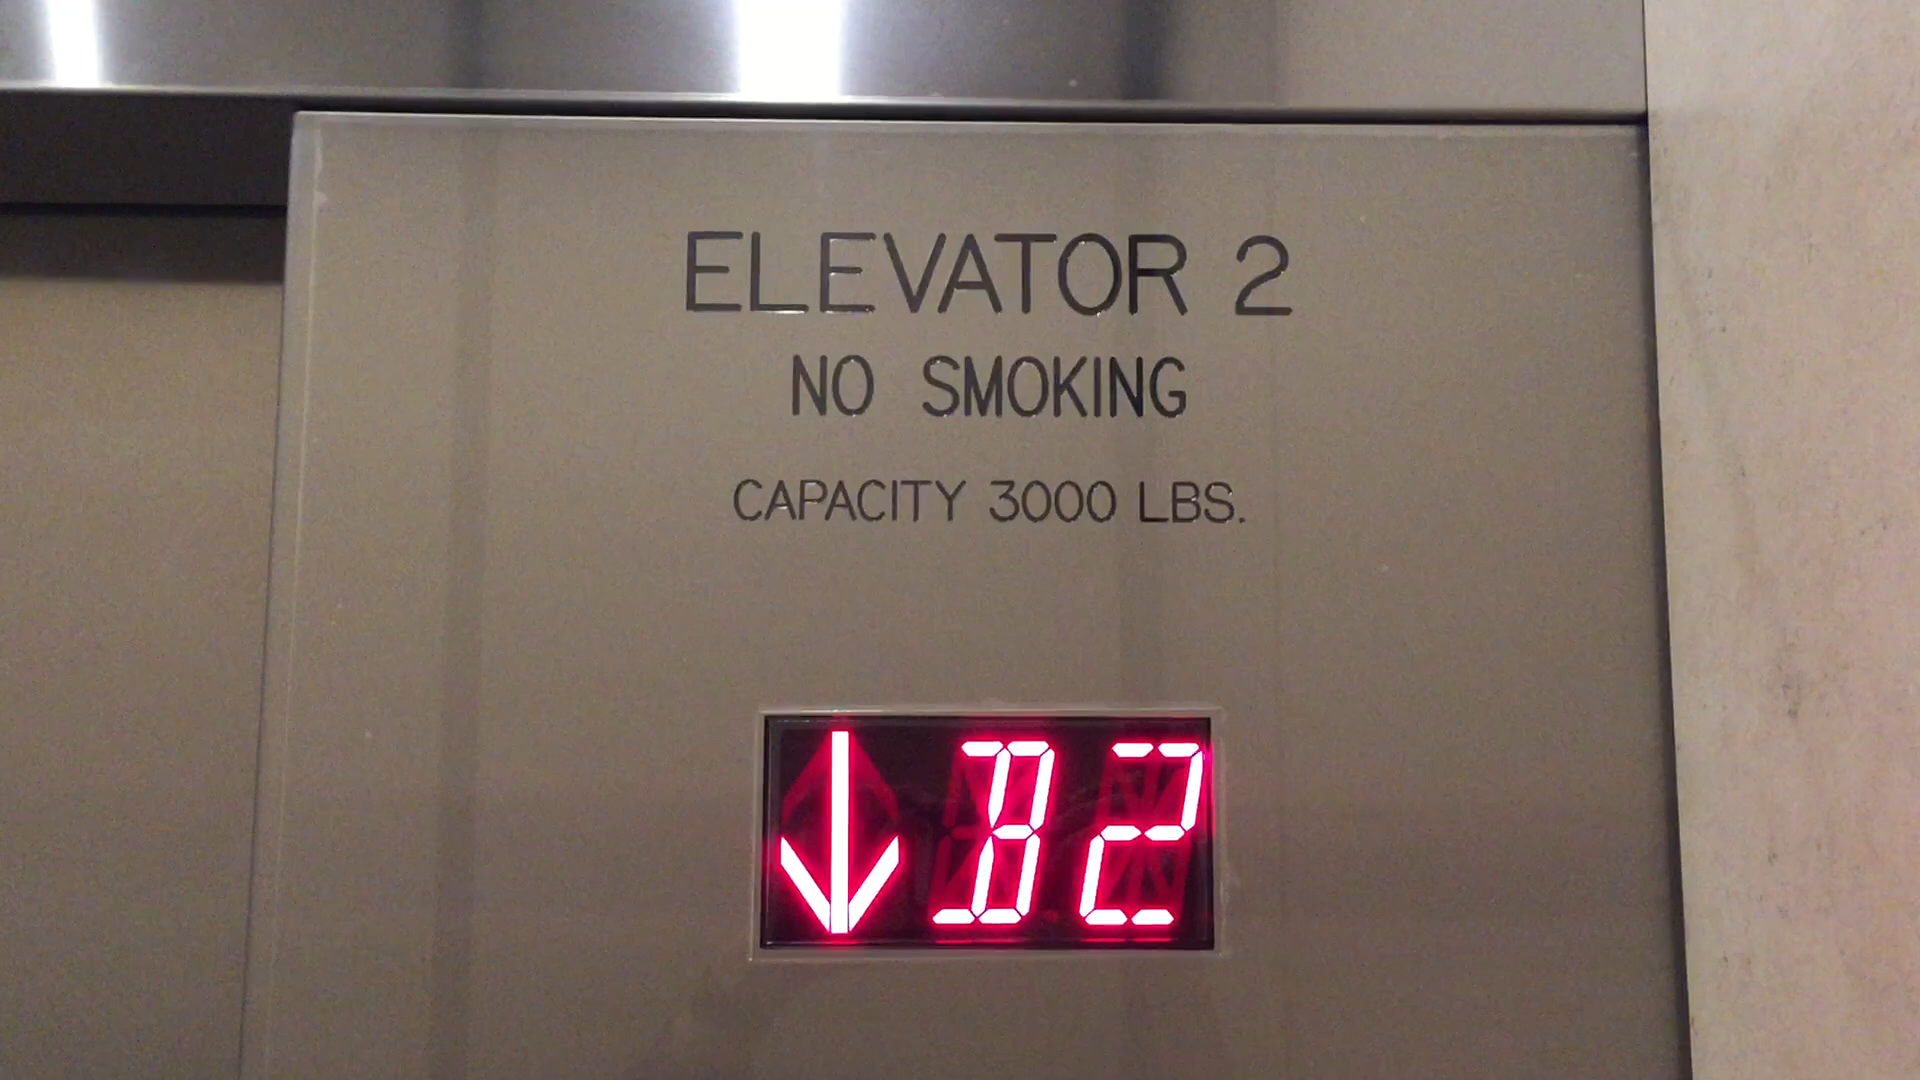 ELEVATOR 2
NO SMOKING
CAPACITY 3000 LBS.
↓ B2